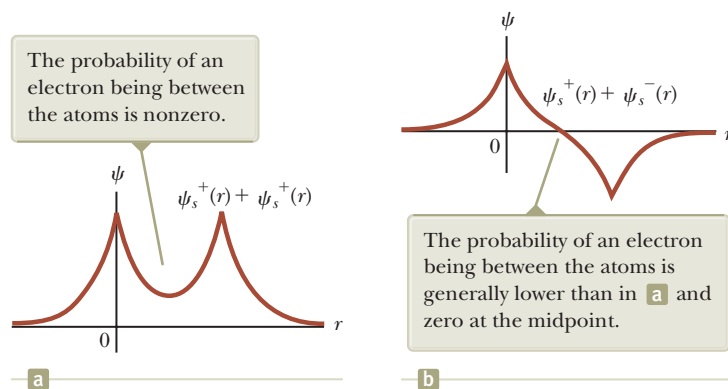 The probability of an
electron being between
the atoms is nonzero.
ψ
ψs+(r) + ψs+(r)
0
r
a
ψ
ψs+(r) + ψs−(r)
0
r
The probability of an electron
being between the atoms is
generally lower than in a and
zero at the midpoint.
b